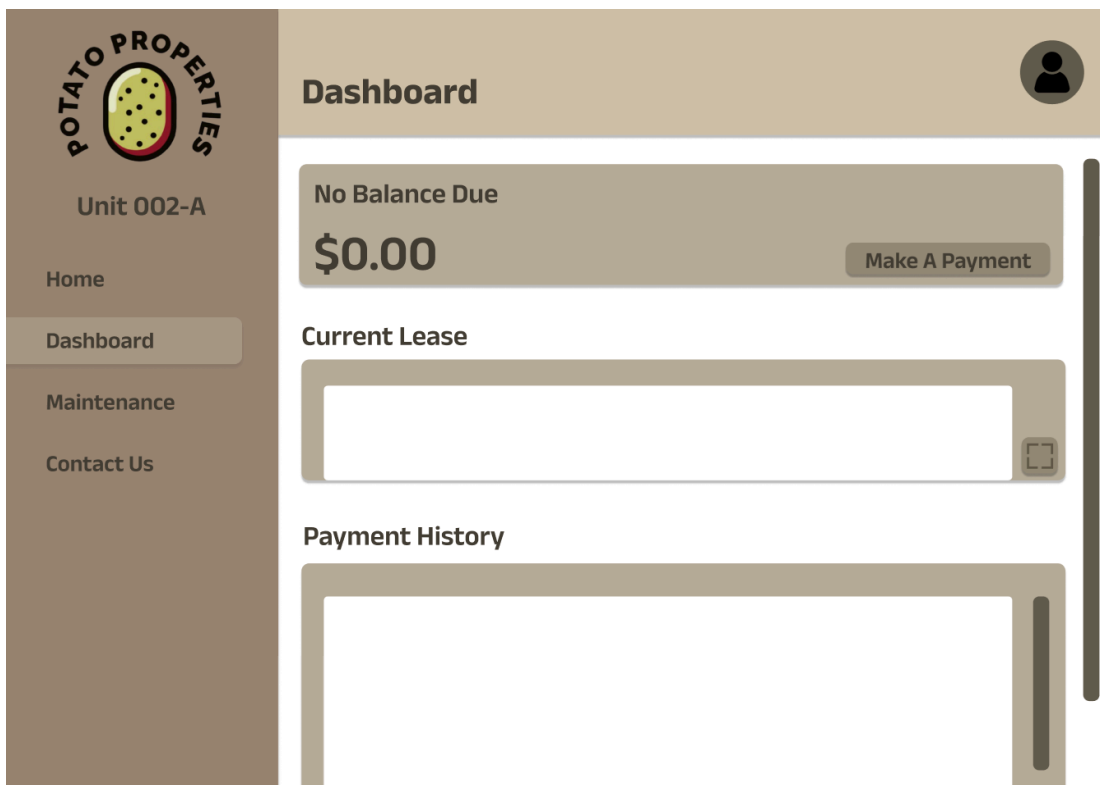 POTATO PROPERTIES
Unit 002-A
Home
Dashboard
Maintenance
Contact Us
Dashboard
No Balance Due
$0.00
Make A Payment
Current Lease
Payment History